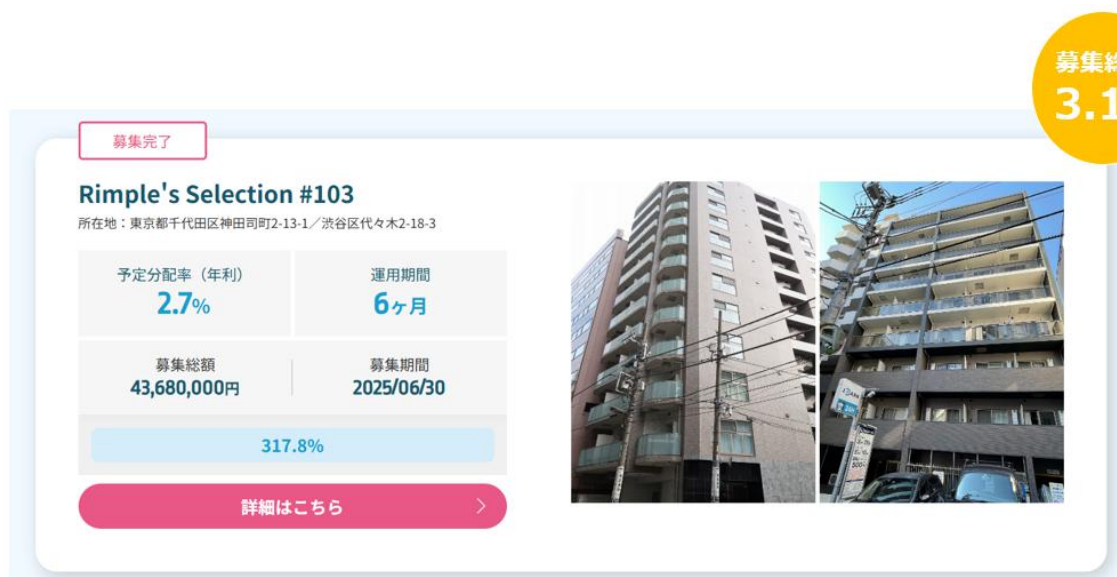 募集
3.1
募集完了
Rimple's Selection #103
所在地：東京都千代田区神田司町2-13-1／渋谷区代々木2-18-3
予定分配率（年利）
2.7%
運用期間
6ヶ月
募集総額
43,680,000円
募集期間
2025/06/30
317.8%
詳細はこちら